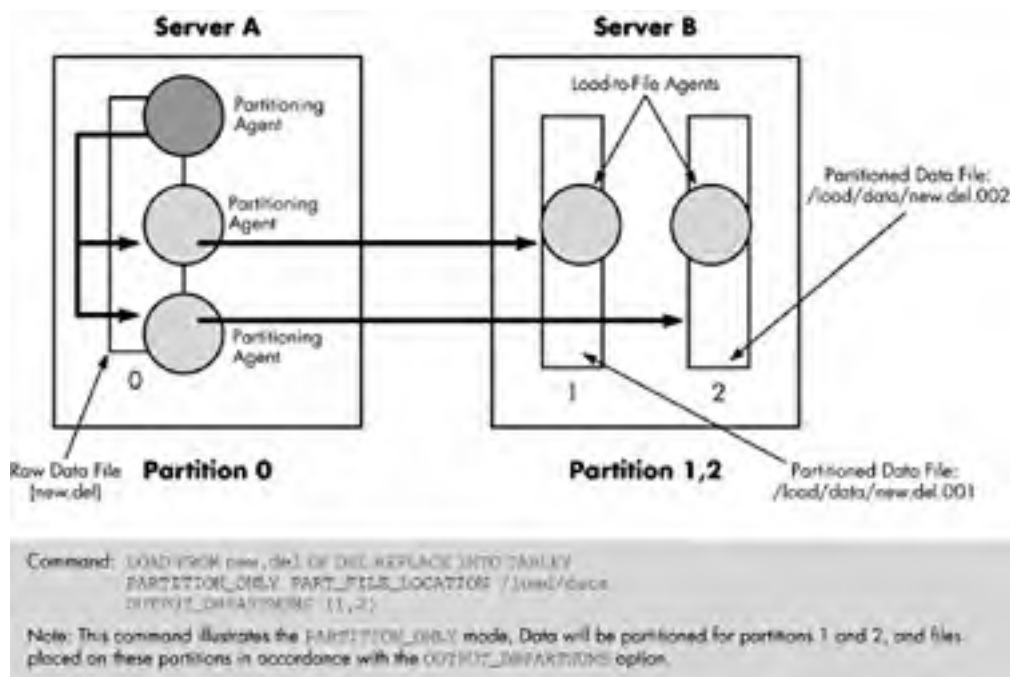 Server A
Server B
Partitioning
Agent
Load-to-File Agents
Partitioning
Agent
Partitioned Data File:
/load/data/new.del.002
Partitioning
Agent
0
1
2
Raw Data File
(new.del)
Partition 0
Partition 1,2
Partitioned Data File:
/load/data/new.del.001
Command: LOAD FROM new.del OF DEL REPLACE INTO
PARTITION_ONLY PART_FILE_LOCATION /load/data
OUTPUT_DBPARTNUMS (1,2)
Note: This command illustrates the PARTITION_ONLY mode. Data will be partitioned for partitions 1 and 2, and files
placed on these partitions in accordance with the OUTPUT_DBPARTNUMS option.